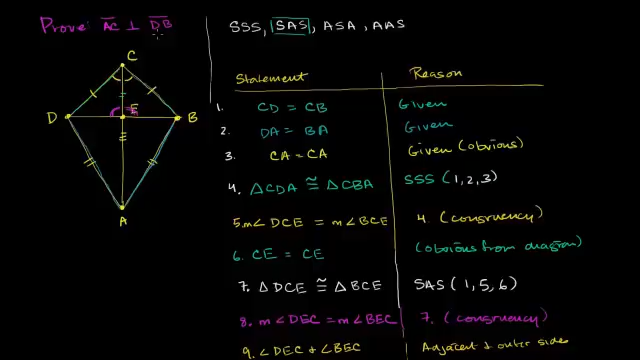 Prove: AC ⊥ DB
SSS, SAS, ASA, AAS
C
D
E
B
A
Statement Reason
1. CD = CB Given
2. DA = BA Given
3. CA = CA Given (obvious)
4. △CDA ≅ △CBA SSS (1,2,3)
5. m∠DCE = m∠BCE 4. (congruency)
6. CE = CE (obvious from diagram)
7. △DCE ≅ △BCE SAS (1,5,6)
8. m∠DEC = m∠BEC 7. (congruency)
9. ∠DEC + ∠BEC Adjacent + outer sides